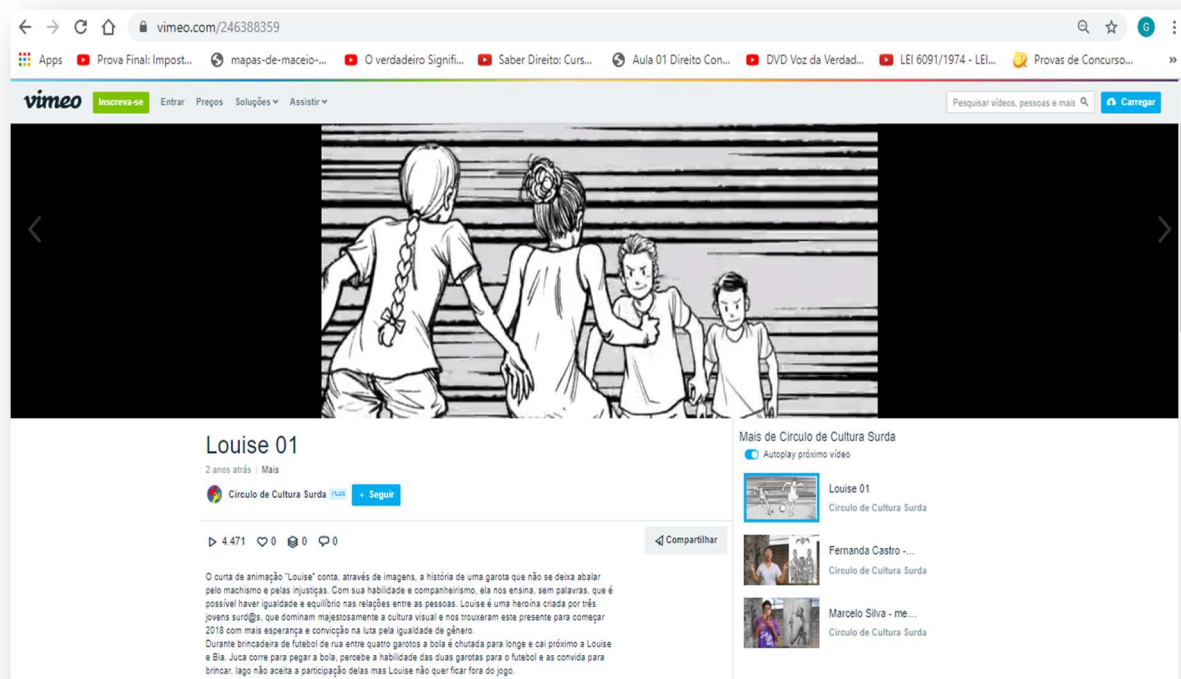 vimeo.com/246388359
G
Apps Prova Final: Impost... mapas-de-maceio-... O verdadeiro Signifi... Saber Direito: Curs... Aula 01 Direito Con... DVD Voz da Verdad... LEI 6091/1974 - LEI... Provas de Concurso... »
vimeo Inscreva-se Entrar Preços Soluções Assistir Pesquisar vídeos, pessoas e mais Carregar
Louise 01
2 anos atrás | Mais
Circulo de Cultura Surda PLUS + Seguir
4.471 0 0 0 Compartilhar
O curta de animação "Louise" conta, através de imagens, a história de uma garota que não se deixa abalar
pelo machismo e pelas injustiças. Com sua habilidade e companheirismo, ela nos ensina, sem palavras, que é
possível haver igualdade e equilíbrio nas relações entre as pessoas. Louise é uma heroína criada por três
jovens surd@s, que dominam majestosamente a cultura visual e nos trouxeram este presente para começar
2018 com mais esperança e convicção na luta pela igualdade de gênero.
Durante brincadeira de futebol de rua entre quatro garotos a bola é chutada para longe e cai próximo a Louise
e Bia. Juca corre para pegar a bola, percebe a habilidade das duas garotas para o futebol e as convida para
brincar. Iago não aceita a participação delas mas Louise não quer ficar fora do jogo.
Mais de Circulo de Cultura Surda
Autoplay próximo vídeo
Louise 01
Circulo de Cultura Surda
Fernanda Castro -...
Circulo de Cultura Surda
Marcelo Silva - me...
Circulo de Cultura Surda